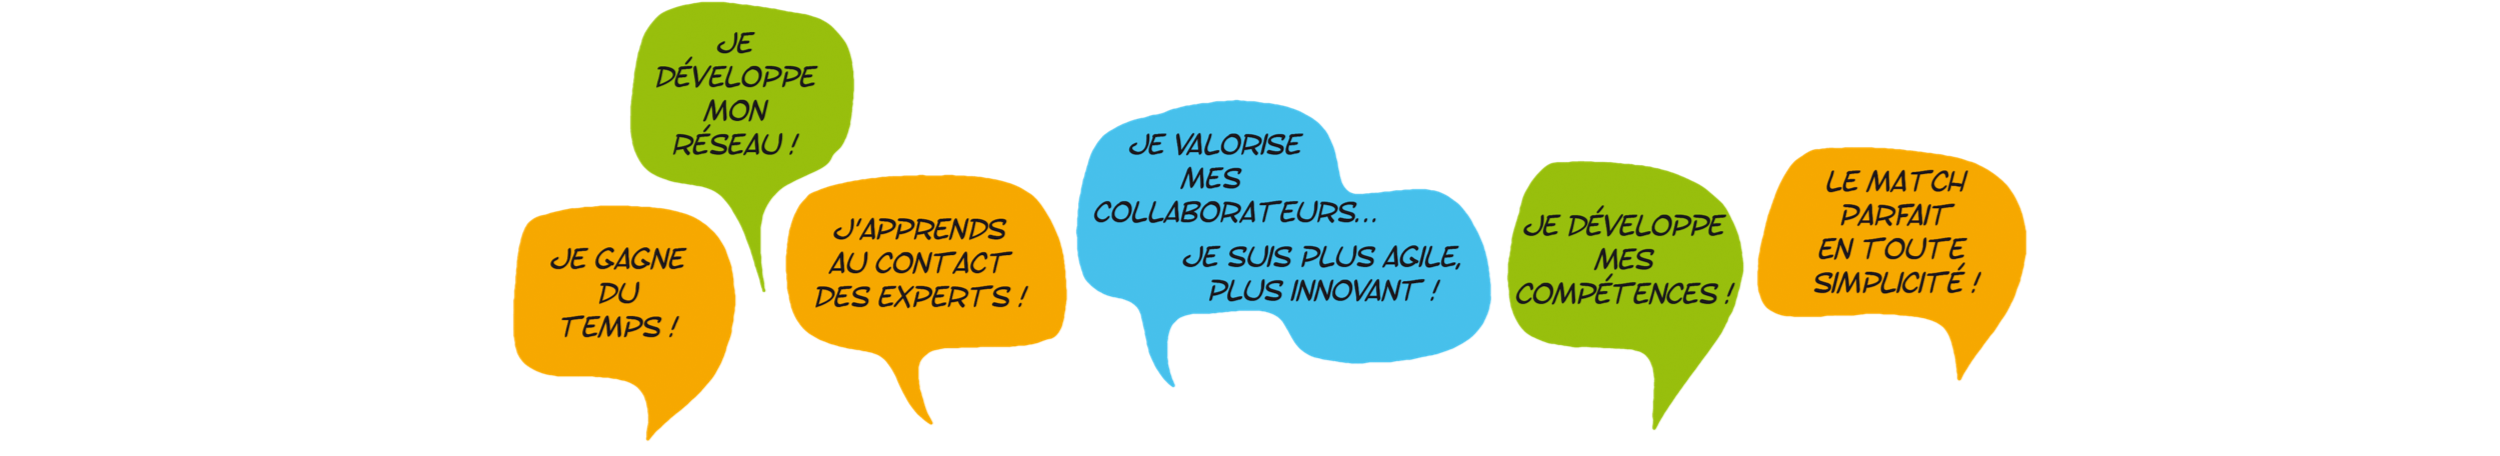 JE
DÉVELOPPE
MON
RÉSEAU !
JE GAGNE
DU
TEMPS !
J'APPRENDS
AU CONTACT
DES EXPERTS !
JE VALORISE
MES
COLLABORATEURS...
JE SUIS PLUS AGILE,
PLUS INNOVANT !
JE DÉVELOPPE
MES
COMPÉTENCES !
LE MATCH
PARFAIT
EN TOUTE
SIMPLICITÉ !